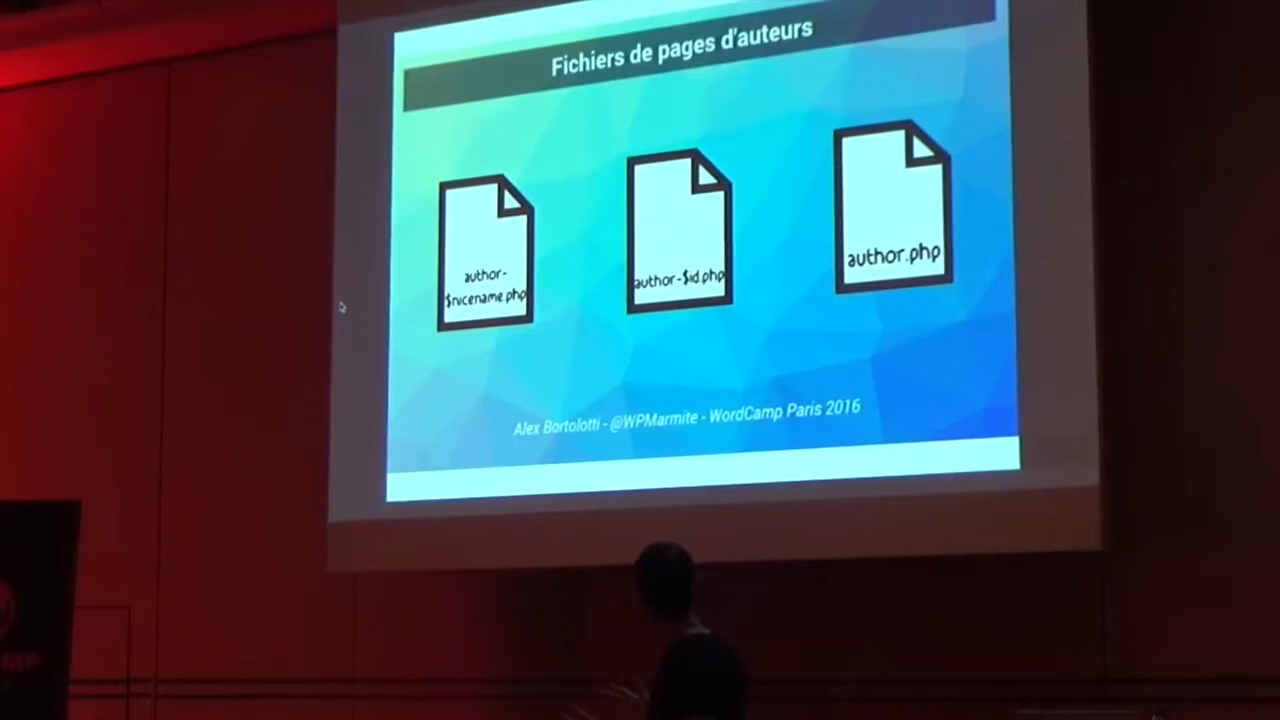 Fichiers de pages d'auteurs
author-
$nicename.php
author-$id.php
author.php
Alex Bortolotti - @WPMarmite - WordCamp Paris 2016